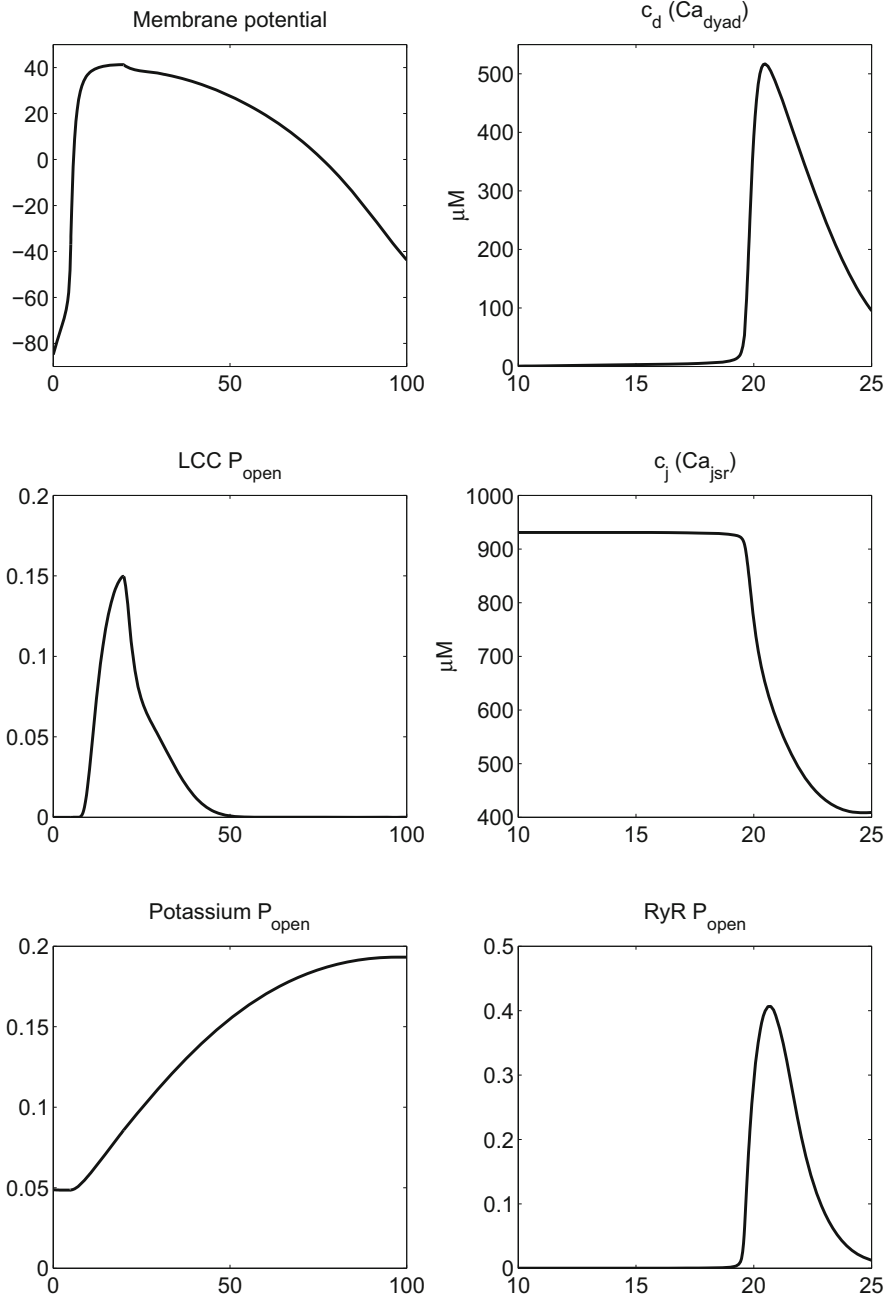 Membrane potential
40
20
0
−20
−40
−60
−80
0 50 100
c_d (Ca_dyad)
μM
500
400
300
200
100
0
10 15 20 25
LCC P_open
0.2
0.15
0.1
0.05
0
0 50 100
c_j (Ca_jsr)
μM
1000
900
800
700
600
500
400
10 15 20 25
Potassium P_open
0.2
0.15
0.1
0.05
0
0 50 100
RyR P_open
0.5
0.4
0.3
0.2
0.1
0
10 15 20 25